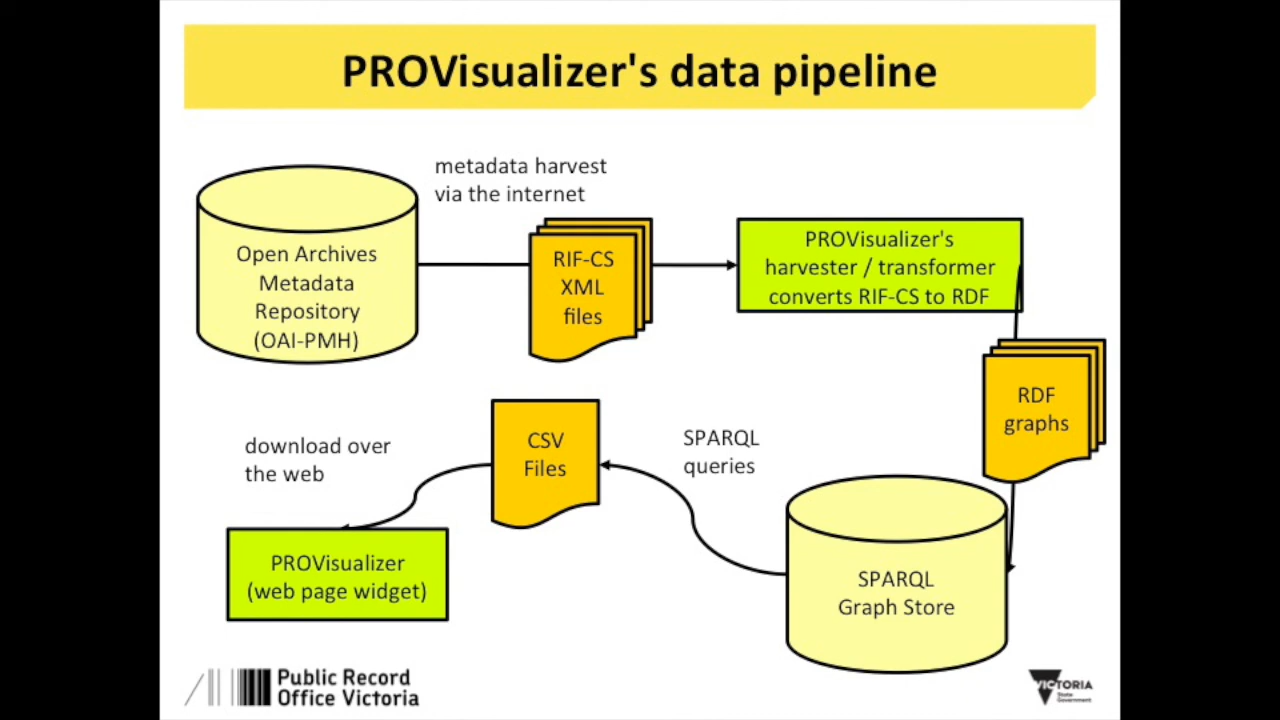 PROVisualizer's data pipeline
metadata harvest
via the internet
Open Archives
Metadata
Repository
(OAI-PMH)
RIF-CS
XML
files
PROVisualizer's
harvester / transformer
converts RIF-CS to RDF
RDF
graphs
SPARQL
Graph Store
SPARQL
queries
CSV
Files
download over
the web
PROVisualizer
(web page widget)
Public Record
Office Victoria
VICTORIA
State
Government